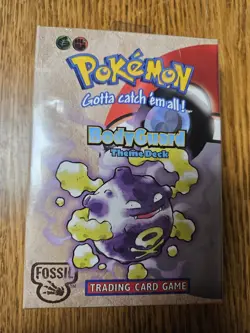 POKéMON
Gotta catch 'em all!
BodyGuard
Theme Deck
FOSSIL
TRADING CARD GAME